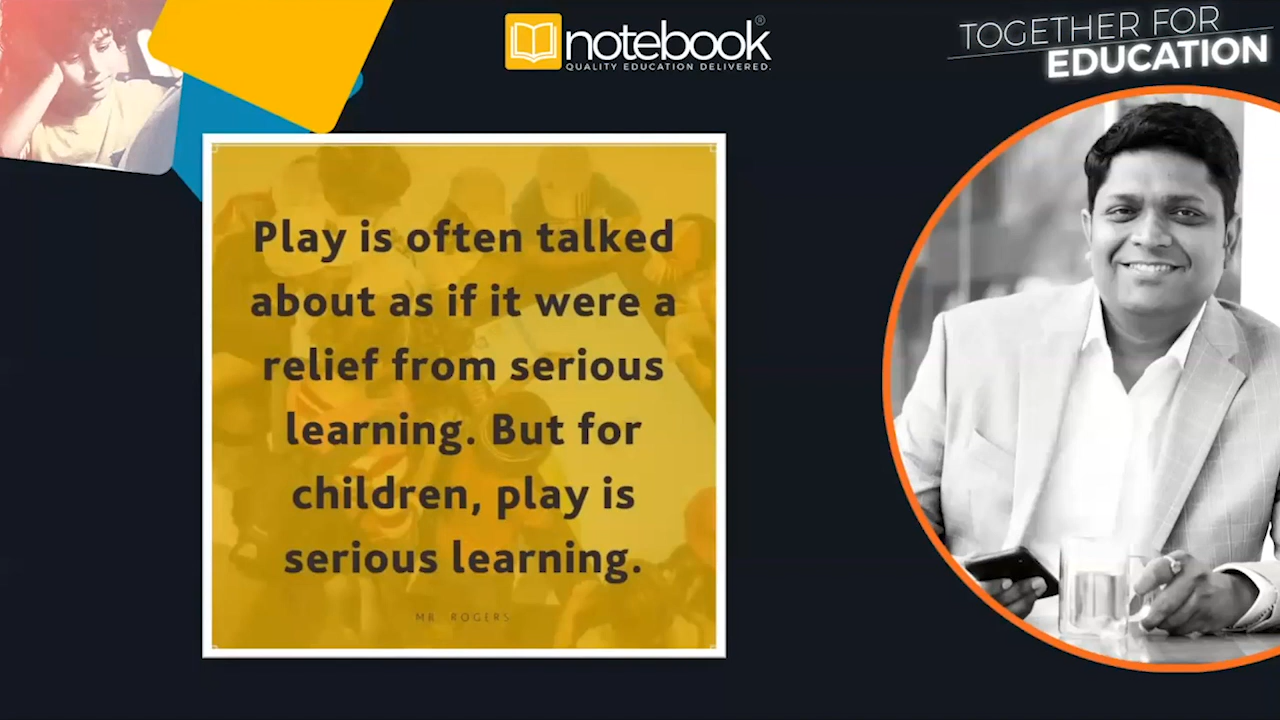 notebook®
QUALITY EDUCATION DELIVERED.
TOGETHER FOR
EDUCATION
Play is often talked
about as if it were a
relief from serious
learning. But for
children, play is
serious learning.
MR ROGERS